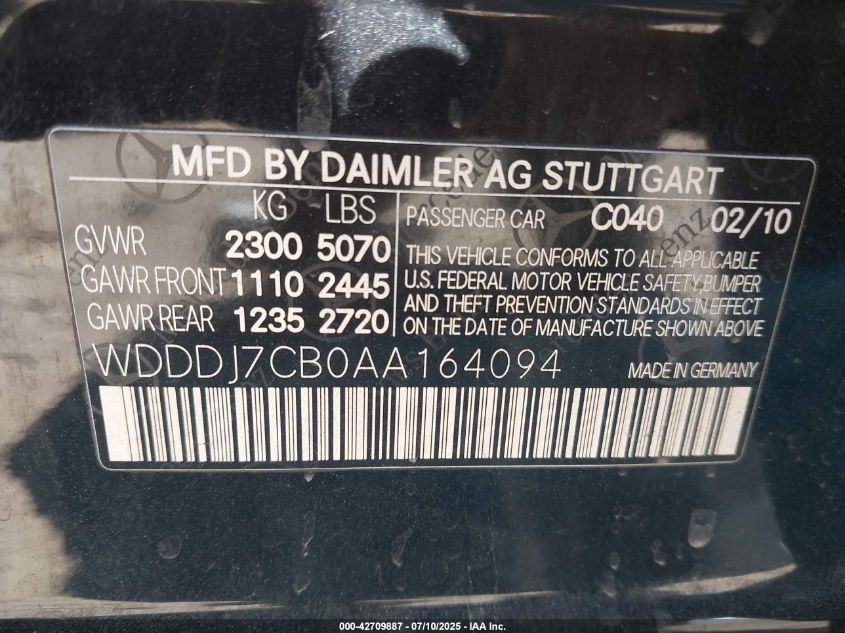 MFD BY DAIMLER AG STUTTGART
KG LBS
GVWR 2300 5070
GAWR FRONT 1110 2445
GAWR REAR 1235 2720
PASSENGER CAR C040 02/10
THIS VEHICLE CONFORMS TO ALL APPLICABLE
U.S. FEDERAL MOTOR VEHICLE SAFETY, BUMPER
AND THEFT PREVENTION STANDARDS IN EFFECT
ON THE DATE OF MANUFACTURE SHOWN ABOVE
WDDDJ7CB0AA164094 MADE IN GERMANY
000-42709887 - 07/10/2025 - IAA Inc.